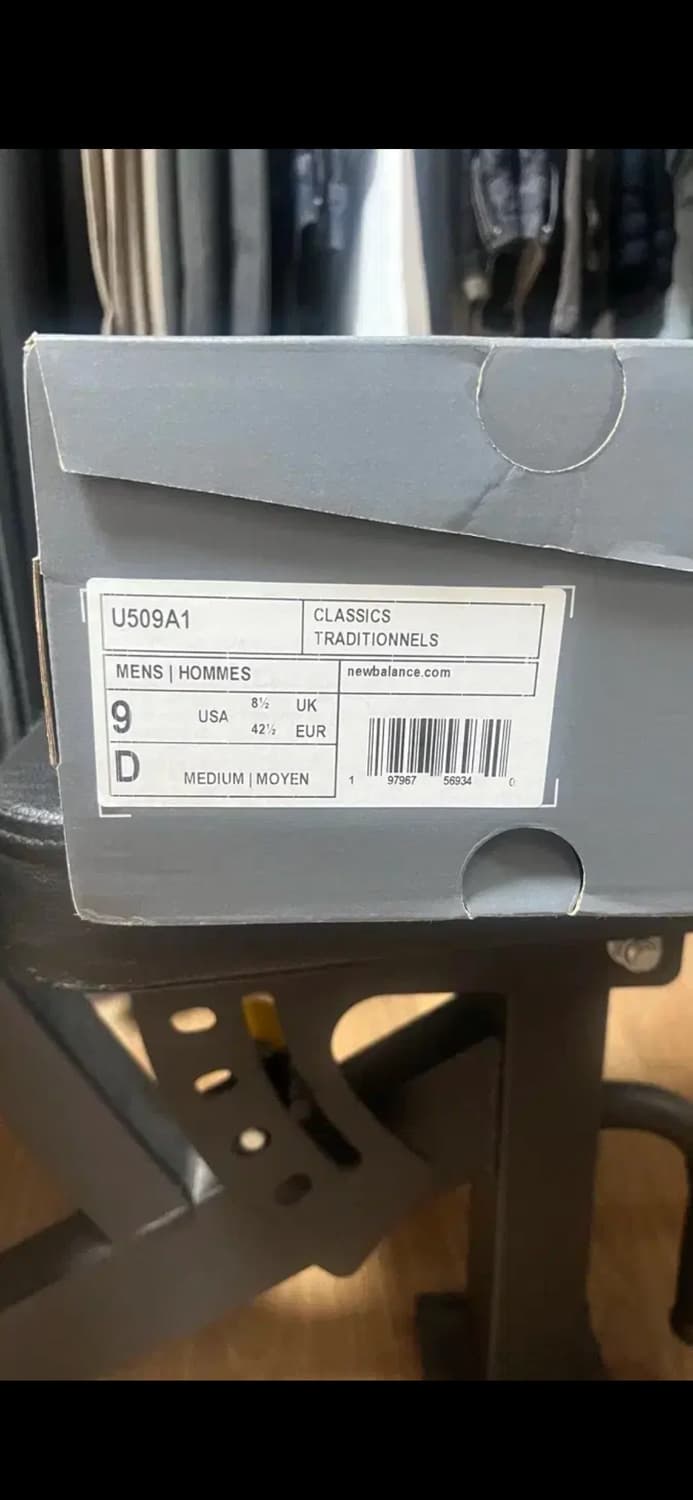 U509A1
CLASSICS
TRADITIONNELS
MENS | HOMMES
newbalance.com
9 USA 8½ UK
42½ EUR
D MEDIUM | MOYEN
1 97967 56934 0